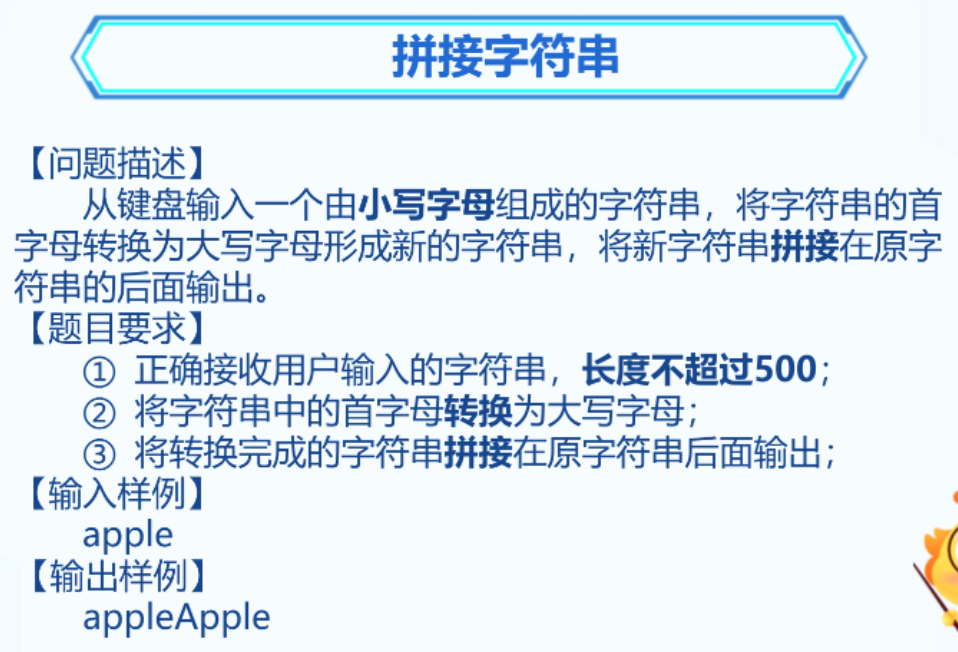 拼接字符串
【问题描述】
从键盘输入一个由小写字母组成的字符串，将字符串的首
字母转换为大写字母形成新的字符串，将新字符串拼接在原字
符串的后面输出。
【题目要求】
① 正确接收用户输入的字符串，长度不超过500；
② 将字符串中的首字母转换为大写字母；
③ 将转换完成的字符串拼接在原字符串后面输出；
【输入样例】
apple
【输出样例】
appleApple